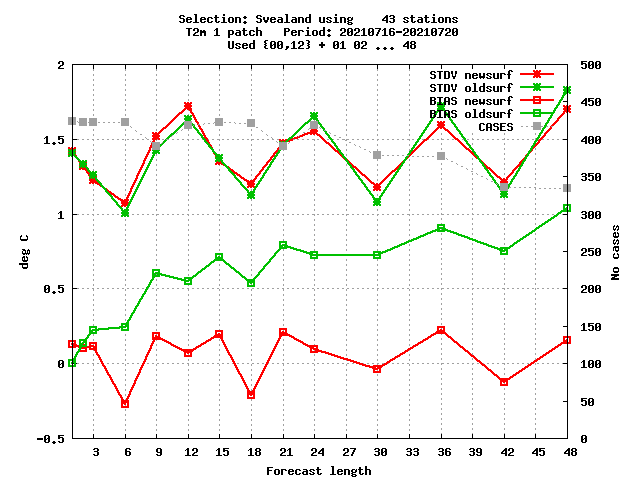 Selection: Svealand using    43 stations
T2m 1 patch   Period: 20210716-20210720
Used {00,12} + 01 02 ... 48
2
1.5
1
0.5
0
-0.5
deg C
500
450
400
350
300
250
200
150
100
50
0
No cases
STDV newsurf
STDV oldsurf
BIAS newsurf
BIAS oldsurf
CASES
3 6 9 12 15 18 21 24 27 30 33 36 39 42 45 48
Forecast length